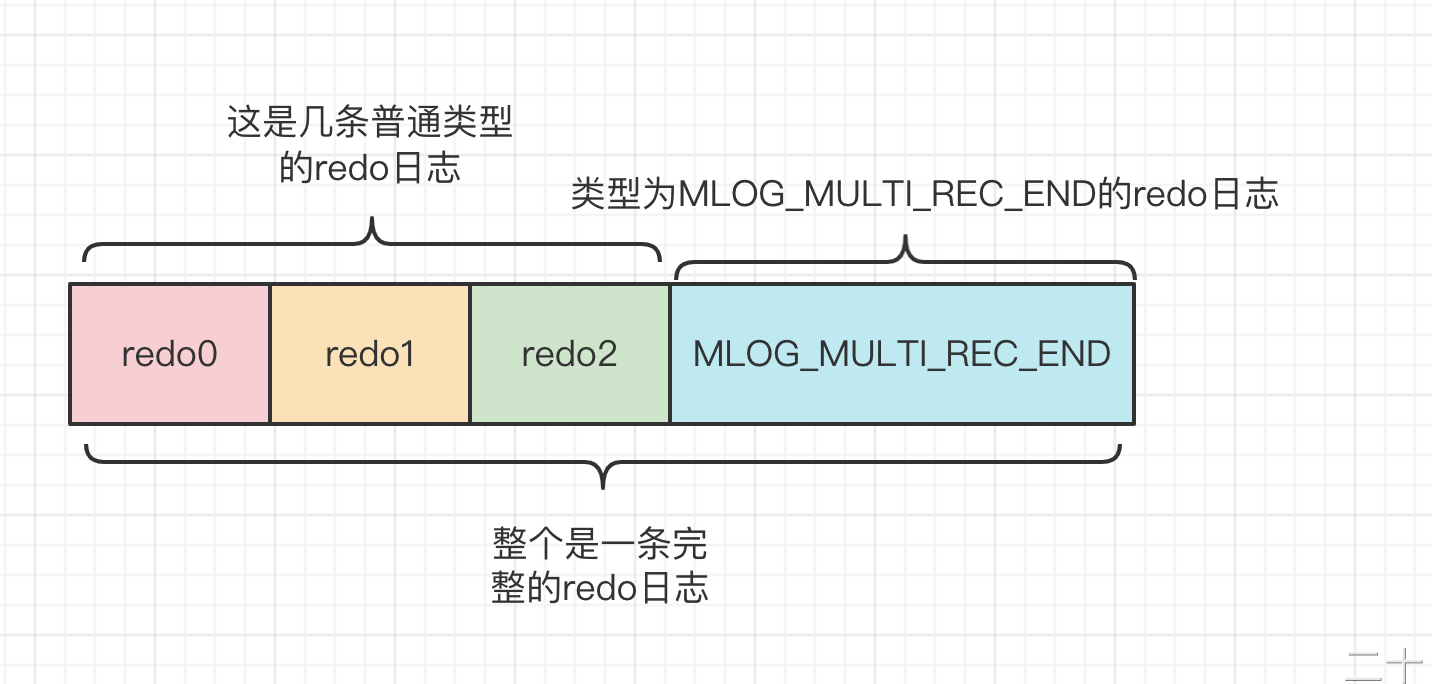 这是几条普通类型
的redo日志
类型为MLOG_MULTI_REC_END的redo日志
redo0
redo1
redo2
MLOG_MULTI_REC_END
整个是一条完
整的redo日志
二十